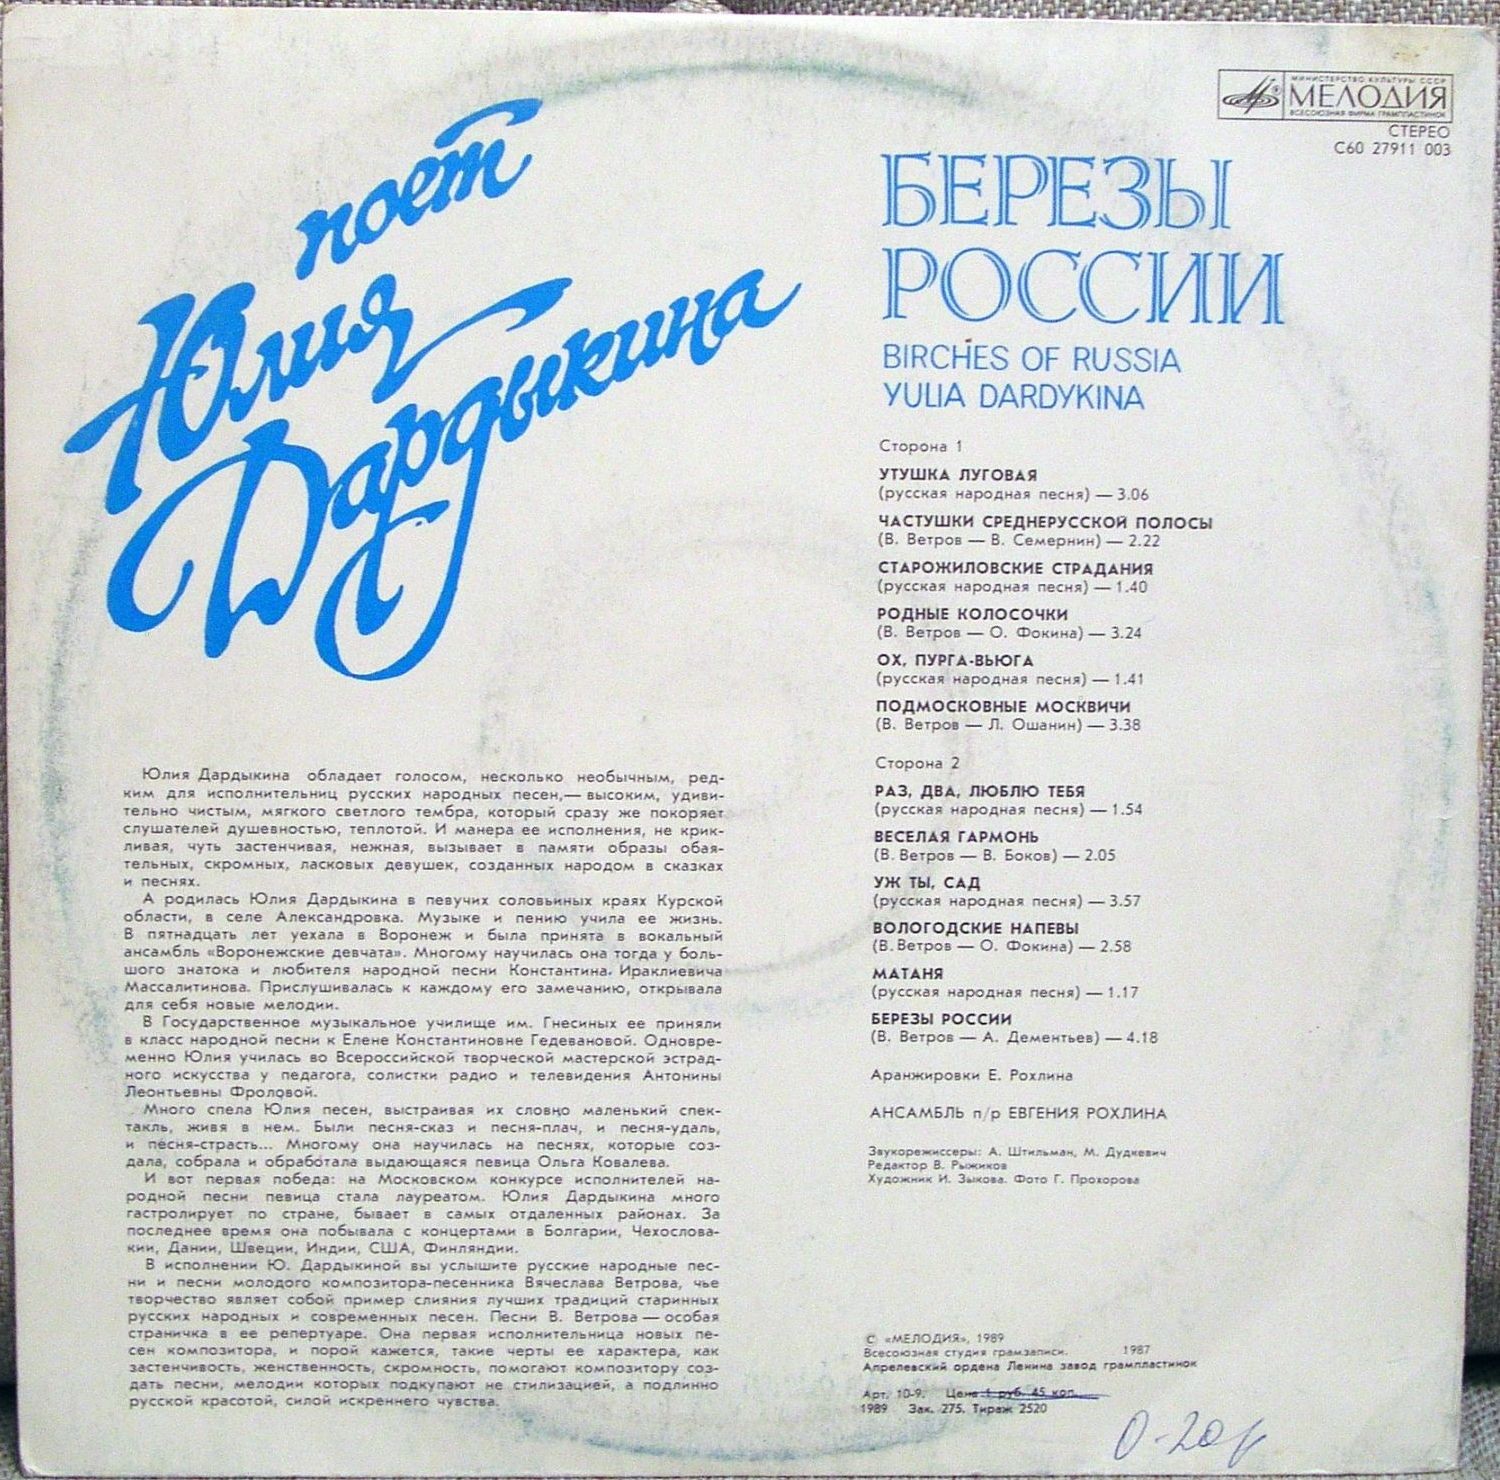 поет
Юлия
Дардыкина
МИНИСТЕРСТВО КУЛЬТУРЫ СССР
МЕЛОДИЯ
ВСЕСОЮЗНАЯ ФИРМА ГРАМПЛАСТИНОК
СТЕРЕО
С60 27911 003
БЕРЕЗЫ
РОССИИ
BIRCHES OF RUSSIA
YULIA DARDYKINA
Сторона 1
УТУШКА ЛУГОВАЯ
(русская народная песня) — 3.06
ЧАСТУШКИ СРЕДНЕРУССКОЙ ПОЛОСЫ
(В. Ветров — В. Семернин) — 2.22
СТАРОЖИЛОВСКИЕ СТРАДАНИЯ
(русская народная песня) — 1.40
РОДНЫЕ КОЛОСОЧКИ
(В. Ветров — О. Фокина) — 3.24
ОХ, ПУРГА-ВЬЮГА
(русская народная песня) — 1.41
ПОДМОСКОВНЫЕ МОСКВИЧИ
(В. Ветров — Л. Ошанин) — 3.38
Сторона 2
РАЗ, ДВА, ЛЮБЛЮ ТЕБЯ
(русская народная песня) — 1.54
ВЕСЕЛАЯ ГАРМОНЬ
(В. Ветров — В. Боков) — 2.05
УЖ ТЫ, САД
(русская народная песня) — 3.57
ВОЛОГОДСКИЕ НАПЕВЫ
(В. Ветров — О. Фокина) — 2.58
МАТАНЯ
(русская народная песня) — 1.17
БЕРЕЗЫ РОССИИ
(В. Ветров — А. Дементьев) — 4.18
Аранжировки Е. Рохлина
АНСАМБЛЬ п/р ЕВГЕНИЯ РОХЛИНА
Звукорежиссеры: А. Штильман, М. Дудкевич
Редактор В. Рыжиков
Художник И. Зыкова. Фото Г. Прохорова
Юлия Дардыкина обладает голосом, несколько необычным, ред-
ким для исполнительниц русских народных песен,— высоким, удиви-
тельно чистым, мягкого светлого тембра, который сразу же покоряет
слушателей душевностью, теплотой. И манера ее исполнения, не крик-
ливая, чуть застенчивая, нежная, вызывает в памяти образы обая-
тельных, скромных, ласковых девушек, созданных народом в сказках
и песнях.
А родилась Юлия Дардыкина в певучих соловьиных краях Курской
области, в селе Александровка. Музыке и пению учила ее жизнь.
В пятнадцать лет уехала в Воронеж и была принята в вокальный
ансамбль «Воронежские девчата». Многому научилась она тогда у боль-
шого знатока и любителя народной песни Константина Ираклиевича
Массалитинова. Прислушивалась к каждому его замечанию, открывала
для себя новые мелодии.
В Государственное музыкальное училище им. Гнесиных ее приняли
в класс народной песни к Елене Константиновне Гедевановой. Одновре-
менно Юлия училась во Всероссийской творческой мастерской эстрад-
ного искусства у педагога, солистки радио и телевидения Антонины
Леонтьевны Фроловой.
Много спела Юлия песен, выстраивая их словно маленький спек-
такль, живя в нем. Были песня-сказ и песня-плач, и песня-удаль,
и песня-страсть... Многому она научилась на песнях, которые соз-
дала, собрала и обработала выдающаяся певица Ольга Ковалева.
И вот первая победа: на Московском конкурсе исполнителей на-
родной песни певица стала лауреатом. Юлия Дардыкина много
гастролирует по стране, бывает в самых отдаленных районах. За
последнее время она побывала с концертами в Болгарии, Чехослова-
кии, Дании, Швеции, Индии, США, Финляндии.
В исполнении Ю. Дардыкиной вы услышите русские народные пес-
ни и песни молодого композитора-песенника Вячеслава Ветрова, чье
творчество являет собой пример слияния лучших традиций старинных
русских народных и современных песен. Песни В. Ветрова — особая
страничка в ее репертуаре. Она первая исполнительница новых пе-
сен композитора, и порой кажется, такие черты ее характера, как
застенчивость, женственность, скромность, помогают композитору соз-
дать песни, мелодии которых подкупают не стилизацией, а подлинно
русской красотой, силой искреннего чувства.
© «МЕЛОДИЯ», 1989
Всесоюзная студия грамзаписи. 1987
Апрелевский ордена Ленина завод грампластинок
Арт. 10-9. Цена 1 руб. 45 коп.
1989 Зак. 275. Тираж 2520
0-20